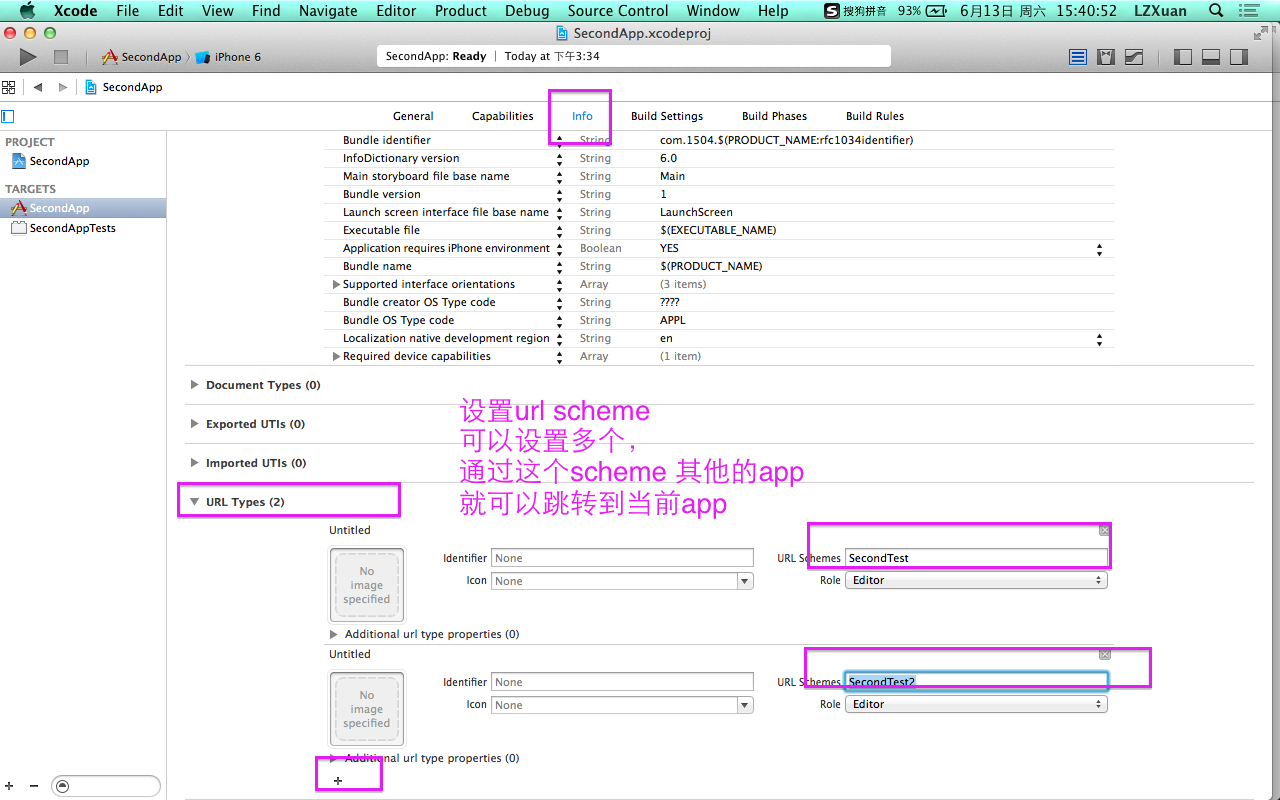 Xcode File Edit View Find Navigate Editor Product Debug Source Control Window Help S 搜狗拼音 93% 6月13日 周六 15:40:52 LZXuan
SecondApp.xcodeproj
SecondApp 〉 iPhone 6
SecondApp: Ready | Today at 下午3:34
SecondApp
General Capabilities Info Build Settings Build Phases Build Rules
PROJECT
SecondApp
TARGETS
SecondApp
SecondAppTests
Bundle identifier String com.1504.$(PRODUCT_NAME:rfc1034identifier)
InfoDictionary version String 6.0
Main storyboard file base name String Main
Bundle version String 1
Launch screen interface file base name String LaunchScreen
Executable file String $(EXECUTABLE_NAME)
Application requires iPhone environment Boolean YES
Bundle name String $(PRODUCT_NAME)
Supported interface orientations Array (3 items)
Bundle creator OS Type code String ????
Bundle OS Type code String APPL
Localization native development region String en
Required device capabilities Array (1 item)
Document Types (0)
Exported UTIs (0)
Imported UTIs (0)
设置url scheme
可以设置多个，
通过这个scheme 其他的app
就可以跳转到当前app
URL Types (2)
Untitled
No
image
specified
Identifier None
Icon None
URL Schemes SecondTest
Role Editor
Additional url type properties (0)
Untitled
No
image
specified
Identifier None
Icon None
URL Schemes SecondTest2
Role Editor
Additional url type properties (0)
+
+ −